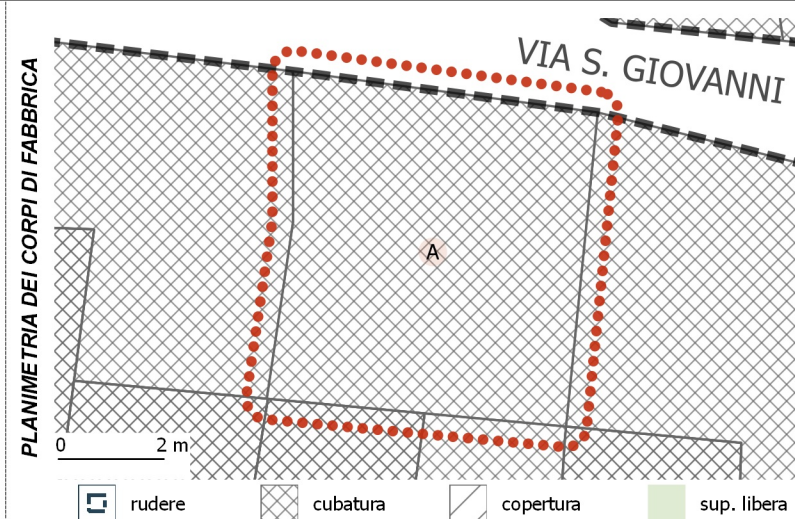 PLANIMETRIA DEI CORPI DI FABBRICA
VIA S. GIOVANNI
A
0 2 m
rudere cubatura copertura sup. libera